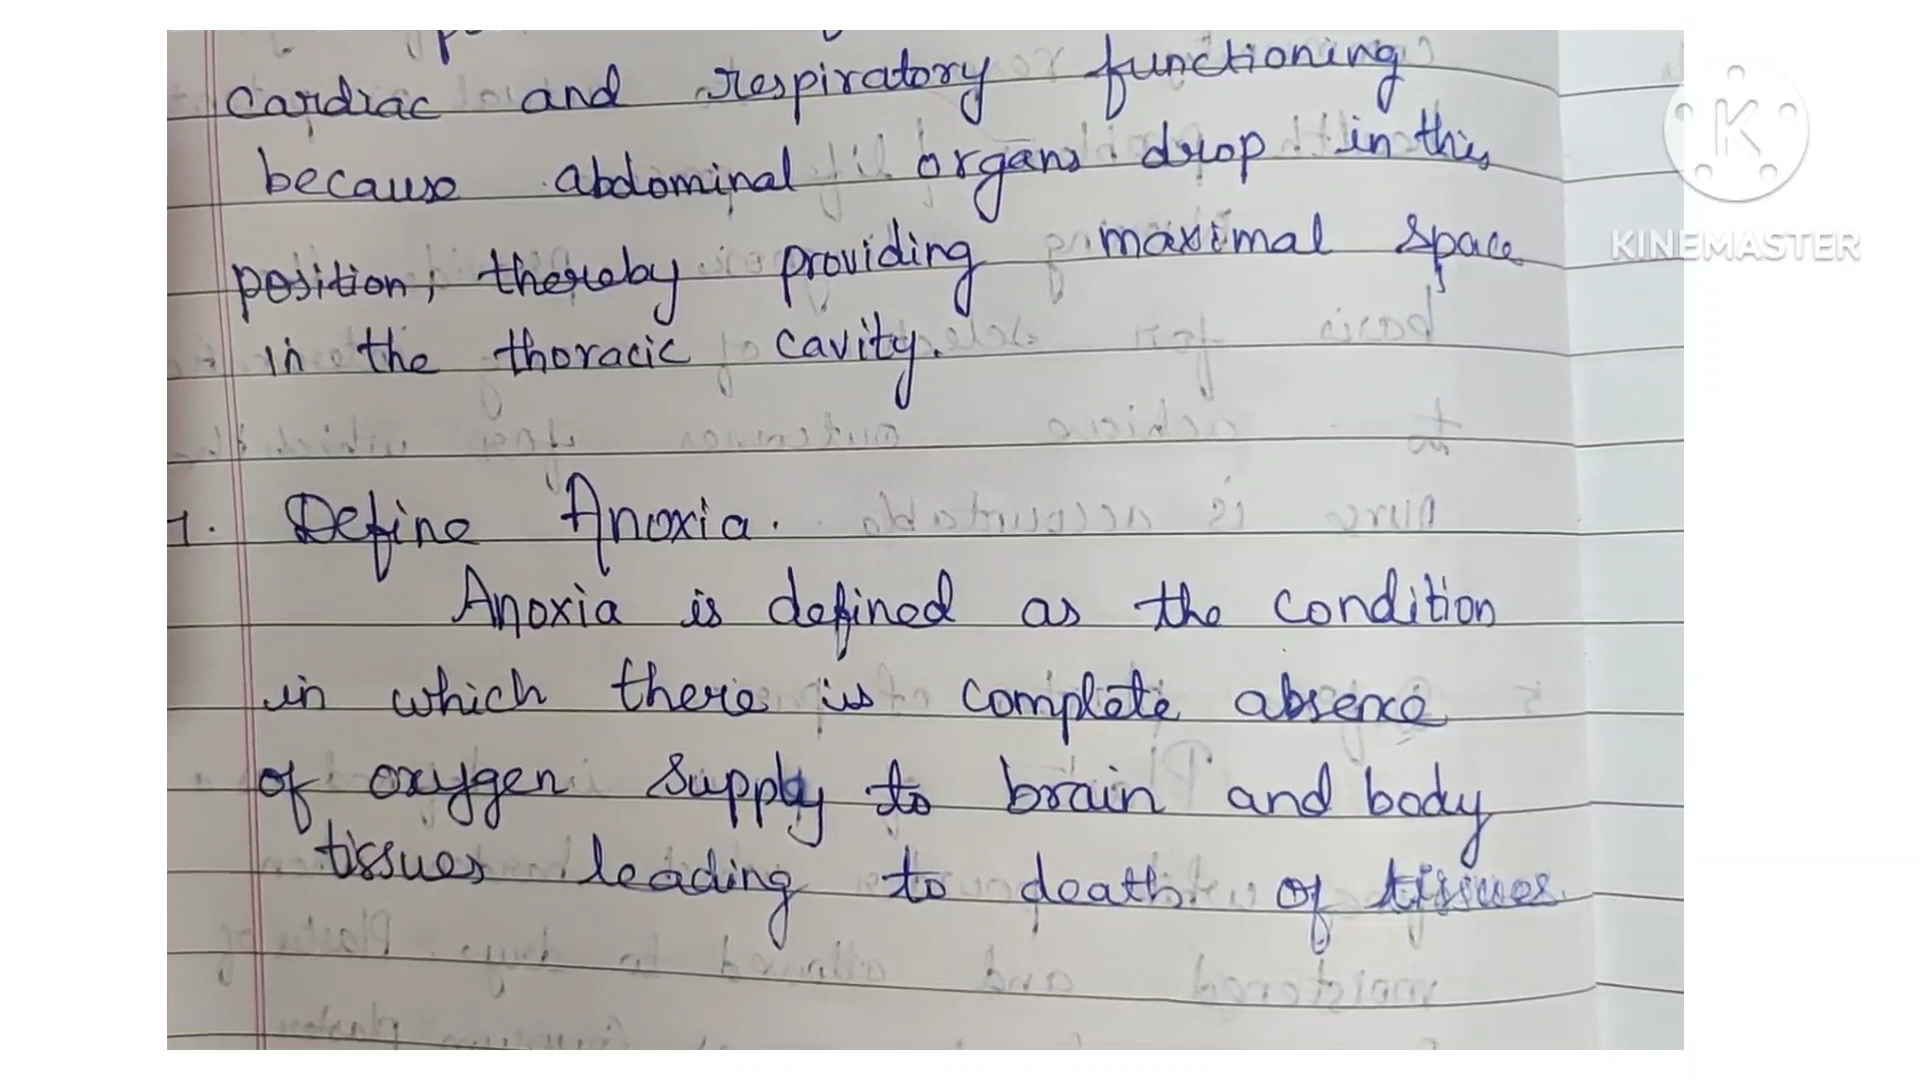 cardiac and respiratory functioning
because abdominal organs drop in this
position, thereby providing maximal space
in the thoracic cavity.
Define Anoxia.
Anoxia is defined as the condition
in which there is complete absence
of oxygen supply to brain and body
tissues leading to death of tissues
K
KINEMASTER